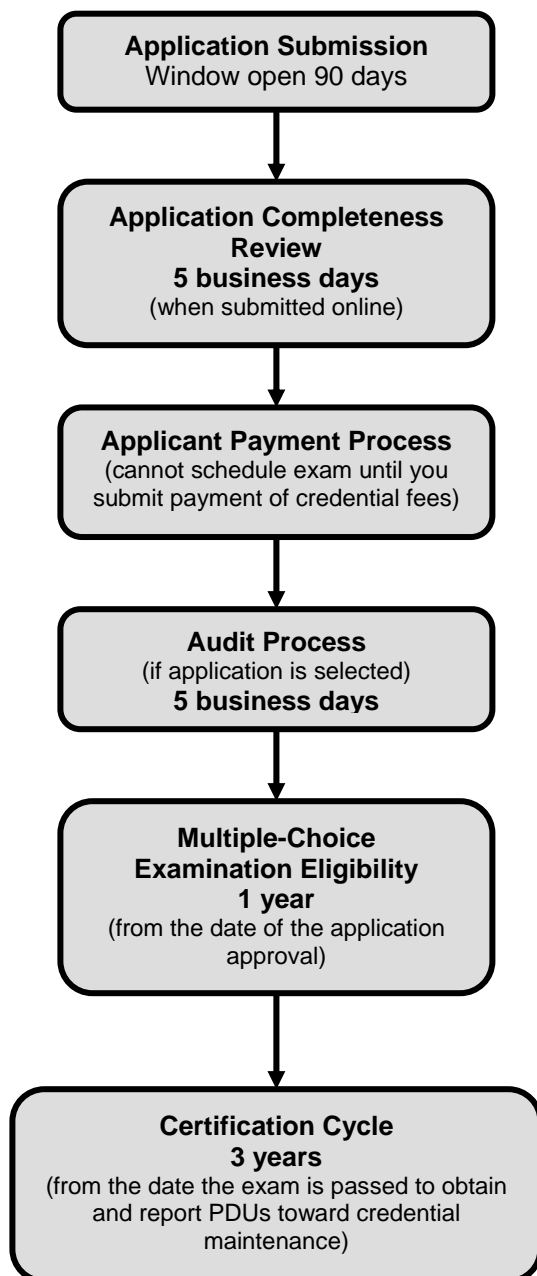 Application Submission
Window open 90 days
Application Completeness
Review
5 business days
(when submitted online)
Applicant Payment Process
(cannot schedule exam until you
submit payment of credential fees)
Audit Process
(if application is selected)
5 business days
Multiple-Choice
Examination Eligibility
1 year
(from the date of the application
approval)
Certification Cycle
3 years
(from the date the exam is passed to obtain
and report PDUs toward credential
maintenance)